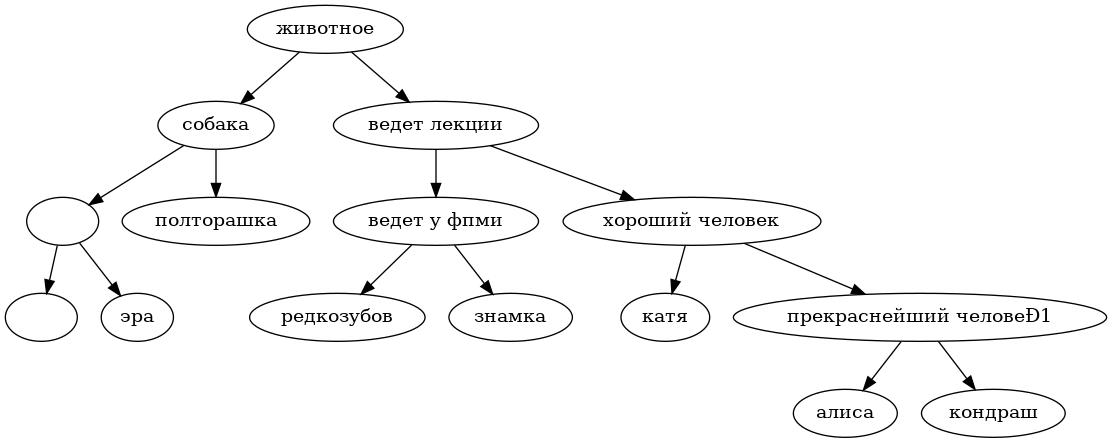 животное
собака
ведет лекции
полторашка
ведет у фпми
хороший человек
эра
редкозубов
знамка
катя
прекраснейший человеÐ1
алиса
кондраш